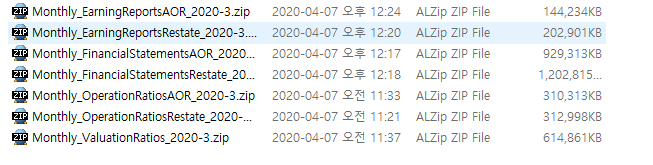 Monthly_EarningReportsAOR_2020-3.zip 2020-04-07 오후 12:24 ALZip ZIP File 144,234KB
Monthly_EarningReportsRestate_2020-3.... 2020-04-07 오후 12:20 ALZip ZIP File 202,901KB
Monthly_FinancialStatementsAOR_2020-3.zip 2020-04-07 오후 12:17 ALZip ZIP File 929,313KB
Monthly_FinancialStatementsRestate_20... 2020-04-07 오후 12:18 ALZip ZIP File 1,202,815...
Monthly_OperationRatiosAOR_2020-3.zip 2020-04-07 오전 11:33 ALZip ZIP File 310,313KB
Monthly_OperationRatiosRestate_2020-... 2020-04-07 오전 11:21 ALZip ZIP File 312,998KB
Monthly_ValuationRatios_2020-3.zip 2020-04-07 오전 11:37 ALZip ZIP File 614,861KB